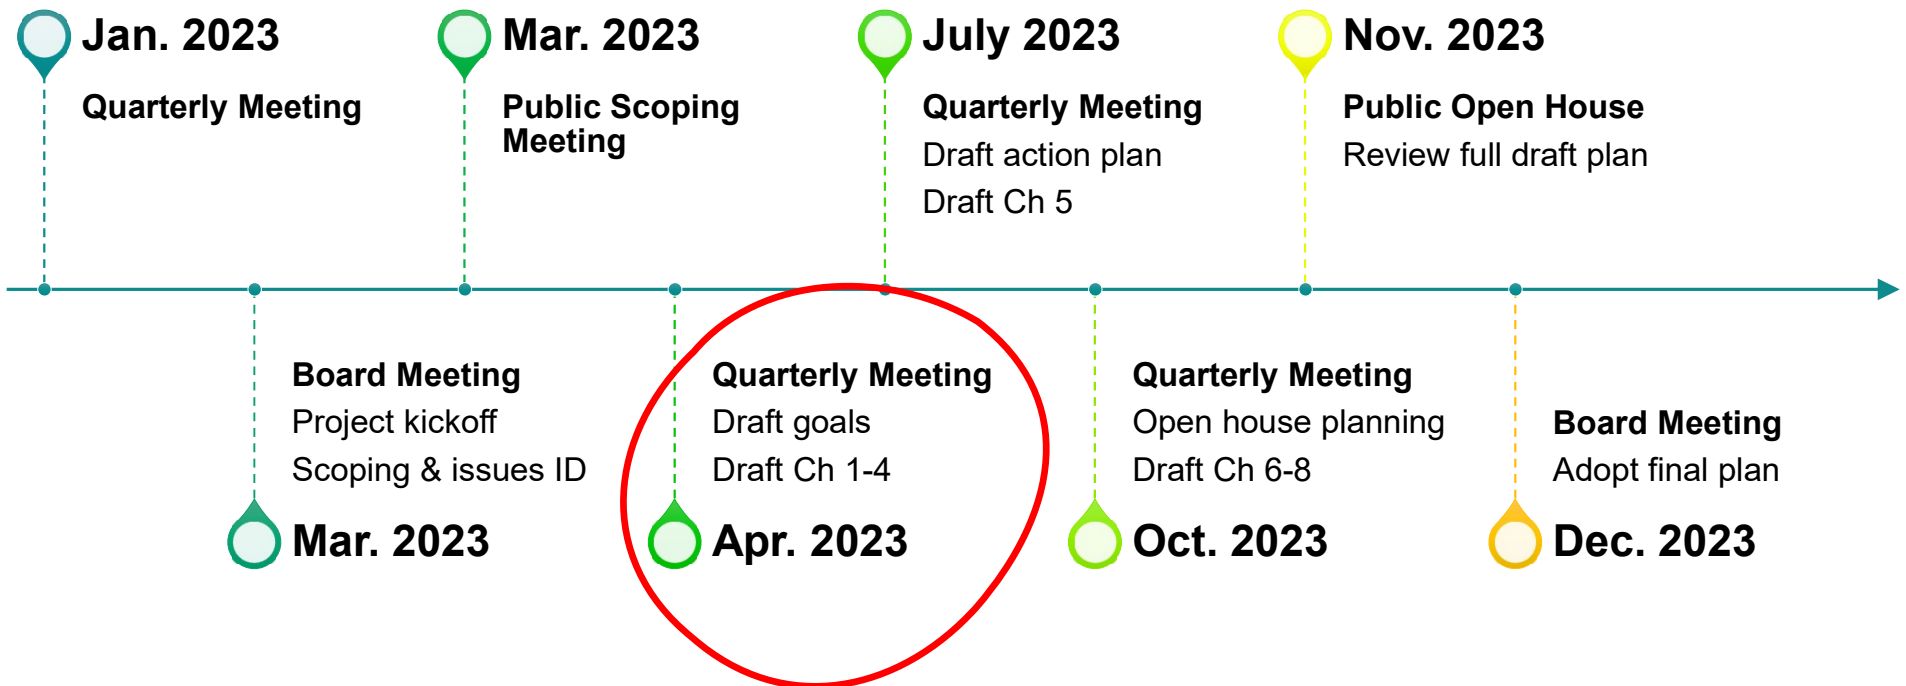 Jan. 2023
Quarterly Meeting
Board Meeting
Project kickoff
Scoping & issues ID
Mar. 2023
Mar. 2023
Public Scoping
Meeting
Quarterly Meeting
Draft goals
Draft Ch 1-4
Apr. 2023
July 2023
Quarterly Meeting
Draft action plan
Draft Ch 5
Quarterly Meeting
Open house planning
Draft Ch 6-8
Oct. 2023
Nov. 2023
Public Open House
Review full draft plan
Board Meeting
Adopt final plan
Dec. 2023